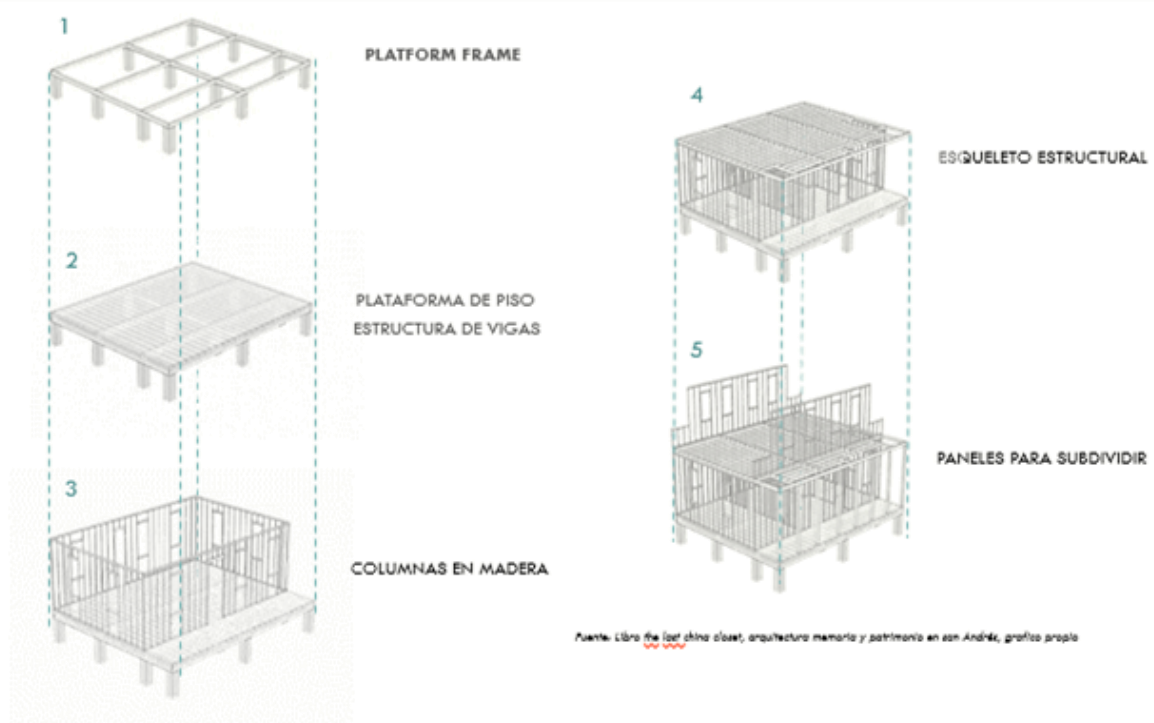 1
PLATFORM FRAME
2
PLATAFORMA DE PISO
ESTRUCTURA DE VIGAS
3
COLUMNAS EN MADERA
4
ESQUELETO ESTRUCTURAL
5
PANELES PARA SUBDIVIDIR
Fuente: Libro the last china closet, arquitectura memoria y patrimonio en san Andrés, grafico propio